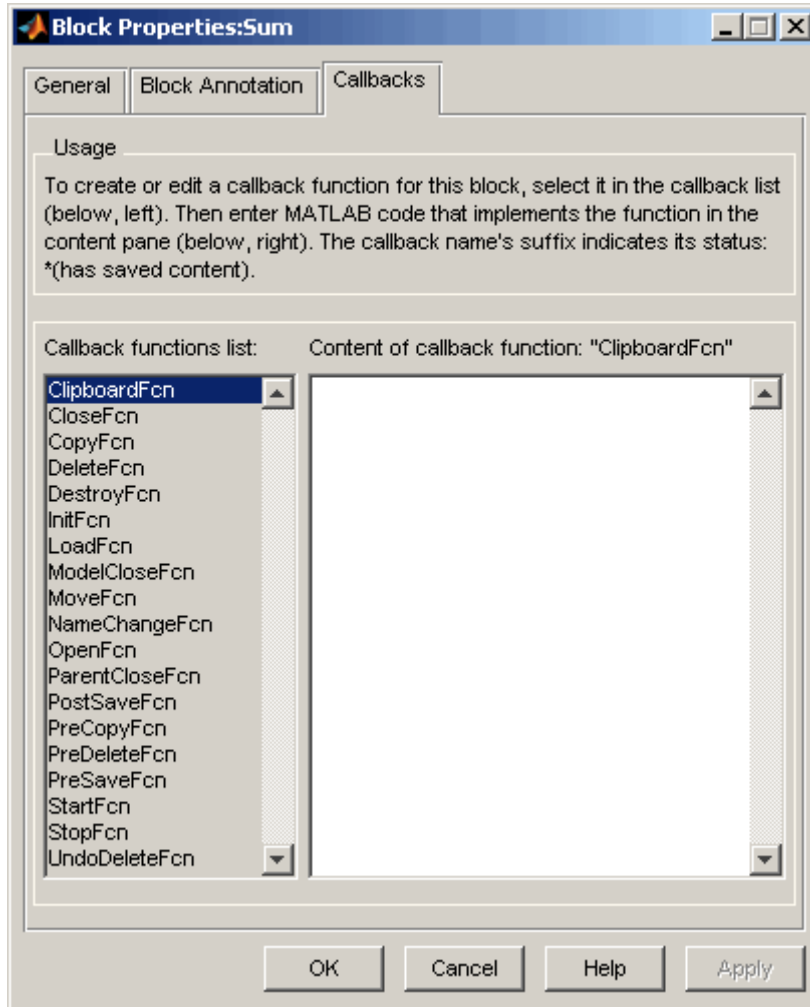 Block Properties:Sum
General
Block Annotation
Callbacks
Usage
To create or edit a callback function for this block, select it in the callback list
(below, left). Then enter MATLAB code that implements the function in the
content pane (below, right). The callback name's suffix indicates its status:
*(has saved content).
Callback functions list:
Content of callback function: "ClipboardFcn"
ClipboardFcn
CloseFcn
CopyFcn
DeleteFcn
DestroyFcn
InitFcn
LoadFcn
ModelCloseFcn
MoveFcn
NameChangeFcn
OpenFcn
ParentCloseFcn
PostSaveFcn
PreCopyFcn
PreDeleteFcn
PreSaveFcn
StartFcn
StopFcn
UndoDeleteFcn
OK
Cancel
Help
Apply